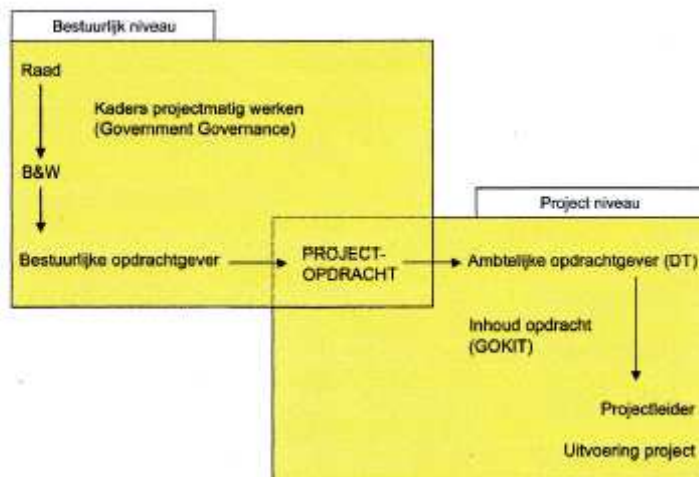 Bestuurlijk niveau
Raad
Kaders projectmatig werken
(Government Governance)
B&W
Project niveau
Bestuurlijke opdrachtgever
PROJECT-
OPDRACHT
Ambtelijke opdrachtgever (DT)
Inhoud opdracht
(GOKIT)
Projectleider
Uitvoering project